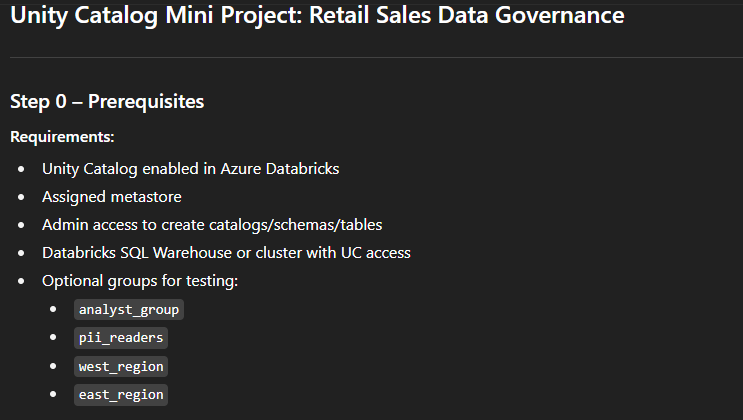 Unity Catalog Mini Project: Retail Sales Data Governance
Step 0 – Prerequisites
Requirements:
• Unity Catalog enabled in Azure Databricks
• Assigned metastore
• Admin access to create catalogs/schemas/tables
• Databricks SQL Warehouse or cluster with UC access
• Optional groups for testing:
• analyst_group
• pii_readers
• west_region
• east_region